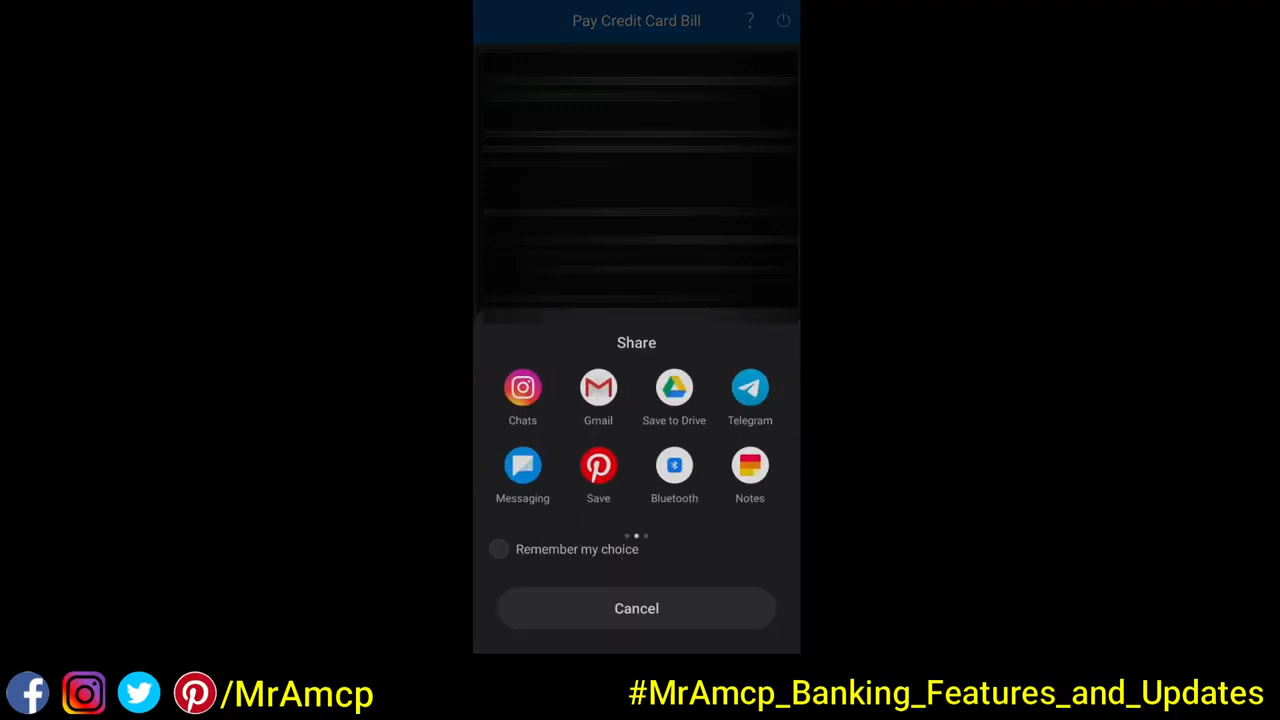 Pay Credit Card Bill ?
Share
Chats Gmail Save to Drive Telegram
Messaging Save Bluetooth Notes
Remember my choice
Cancel
/MrAmcp #MrAmcp_Banking_Features_and_Updates